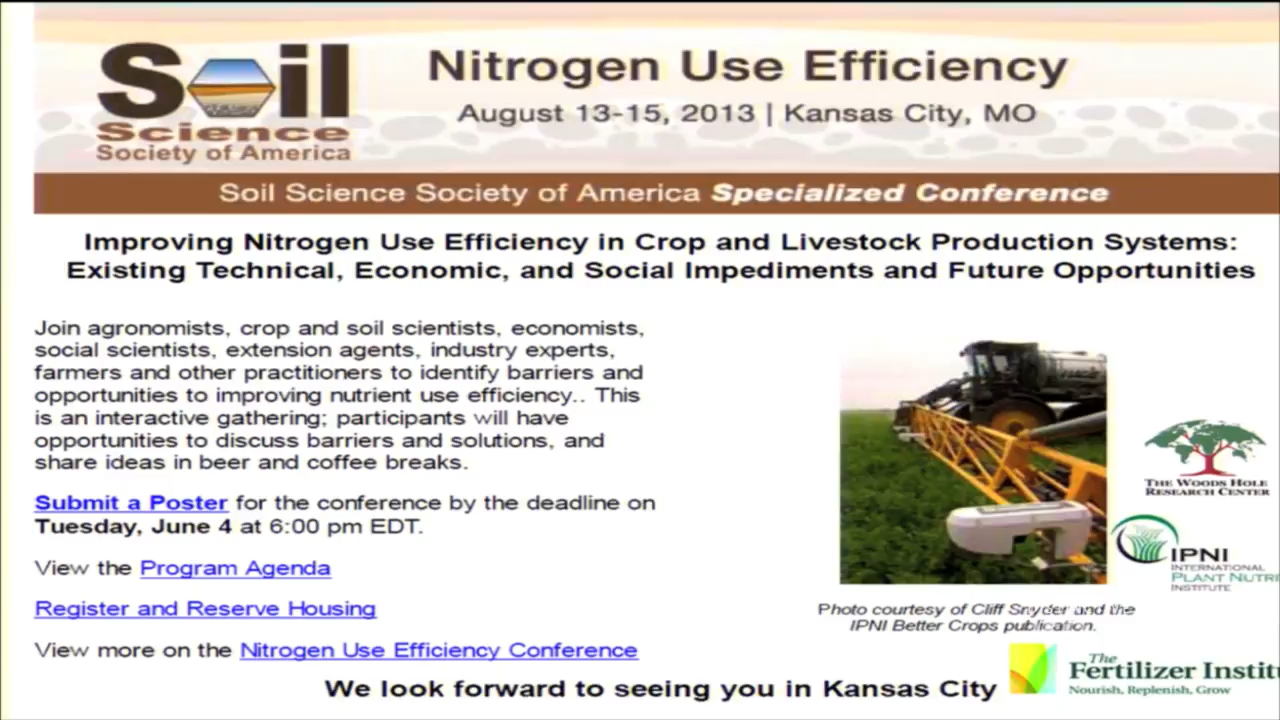 Soil
Science
Society of America
Nitrogen Use Efficiency
August 13-15, 2013 | Kansas City, MO
Soil Science Society of America Specialized Conference
Improving Nitrogen Use Efficiency in Crop and Livestock Production Systems:
Existing Technical, Economic, and Social Impediments and Future Opportunities
Join agronomists, crop and soil scientists, economists,
social scientists, extension agents, industry experts,
farmers and other practitioners to identify barriers and
opportunities to improving nutrient use efficiency.. This
is an interactive gathering; participants will have
opportunities to discuss barriers and solutions, and
share ideas in beer and coffee breaks.
Submit a Poster for the conference by the deadline on
Tuesday, June 4 at 6:00 pm EDT.
View the Program Agenda
Register and Reserve Housing
View more on the Nitrogen Use Efficiency Conference
We look forward to seeing you in Kansas City
THE WOODS HOLE
RESEARCH CENTER
IPNI
INTERNATIONAL
PLANT NUTRI
INSTITUTE
Photo courtesy of Cliff Snyder and the
IPNI Better Crops publication.
The
Fertilizer Institu
Nourish, Replenish, Grow